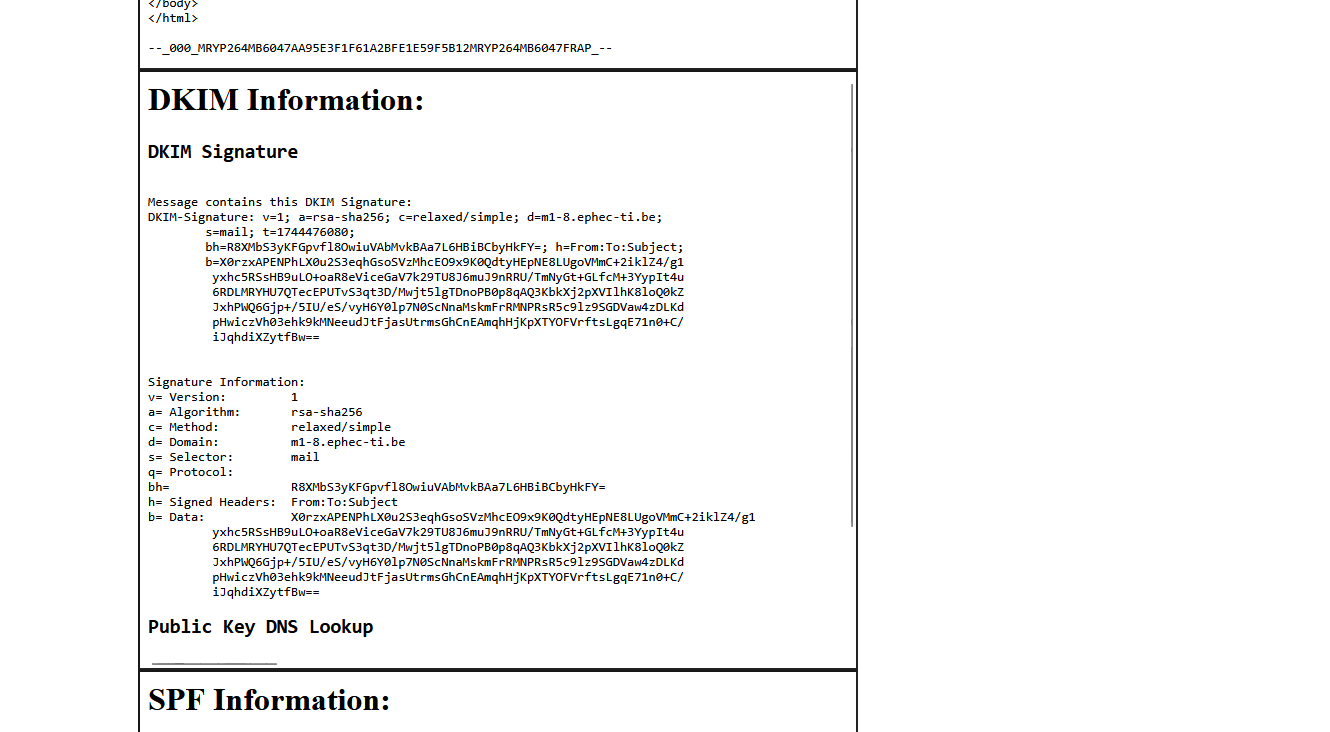 </body>
</html>
--_000_MRYP264MB6047AA95E3F1F61A2BFE1E59F5B12MRYP264MB6047FRAP_--
DKIM Information:
DKIM Signature
Message contains this DKIM Signature:
DKIM-Signature: v=1; a=rsa-sha256; c=relaxed/simple; d=m1-8.ephec-ti.be;
s=mail; t=1744476080;
bh=R8XMbS3yKFGpvfl8OwiuVAbMvkBAa7L6HBiBCbyHkFY=; h=From:To:Subject;
b=X0rzxAPENPhLX0u2S3eqhGsoSVzMhcEO9x9K0QdtyHEpNE8LUgoVMmC+2iklZ4/g1
yxhc5RSsHB9uLO+oaR8eViceGaV7k29TU8J6muJ9nRRU/TmNyGt+GLfcM+3YypIt4u
6RDLMRYHU7QTecEPUTvS3qt3D/Mwjt5lgTDnoPB0p8qAQ3KbkXj2pXVIlhK8loQ0kZ
JxhPWQ6Gjp+/5IU/eS/vyH6Y0lp7N0ScNnaMskmFrRMNPRsR5c9lz9SGDVaw4zDLKd
pHwiczVh03ehk9kMNeeudJtFjasUtrmsGhCnEAmqhHjKpXTYOFVrftsLgqE71n0+C/
iJqhdiXZytfBw==
Signature Information:
v= Version: 1
a= Algorithm: rsa-sha256
c= Method: relaxed/simple
d= Domain: m1-8.ephec-ti.be
s= Selector: mail
q= Protocol:
bh= R8XMbS3yKFGpvfl8OwiuVAbMvkBAa7L6HBiBCbyHkFY=
h= Signed Headers: From:To:Subject
b= Data: X0rzxAPENPhLX0u2S3eqhGsoSVzMhcEO9x9K0QdtyHEpNE8LUgoVMmC+2iklZ4/g1
yxhc5RSsHB9uLO+oaR8eViceGaV7k29TU8J6muJ9nRRU/TmNyGt+GLfcM+3YypIt4u
6RDLMRYHU7QTecEPUTvS3qt3D/Mwjt5lgTDnoPB0p8qAQ3KbkXj2pXVIlhK8loQ0kZ
JxhPWQ6Gjp+/5IU/eS/vyH6Y0lp7N0ScNnaMskmFrRMNPRsR5c9lz9SGDVaw4zDLKd
pHwiczVh03ehk9kMNeeudJtFjasUtrmsGhCnEAmqhHjKpXTYOFVrftsLgqE71n0+C/
iJqhdiXZytfBw==
Public Key DNS Lookup
SPF Information: